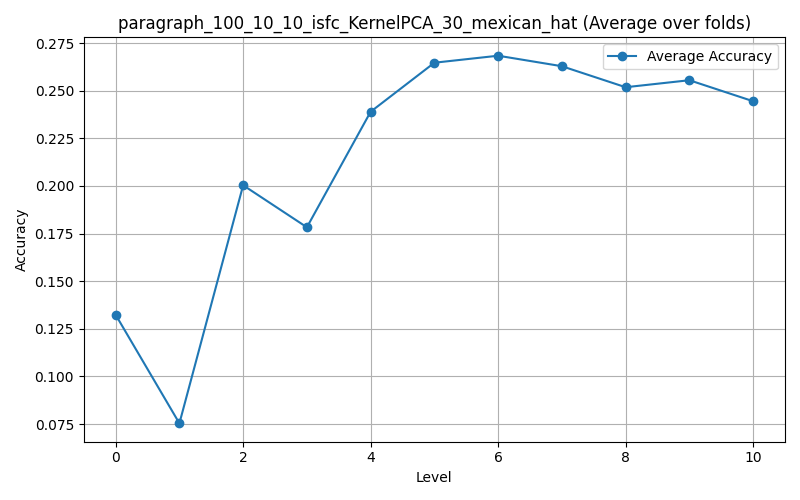 paragraph_100_10_10_isfc_KernelPCA_30_mexican_hat (Average over folds)
Average Accuracy
0.275
0.250
0.225
0.200
0.175
0.150
0.125
0.100
0.075
Accuracy
0 2 4 6 8 10
Level